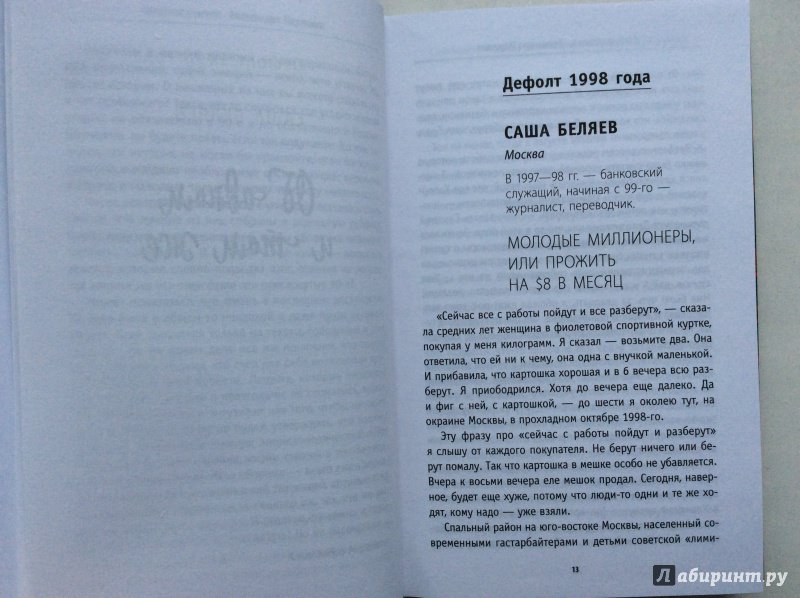 Дефолт 1998 года
САША БЕЛЯЕВ
Москва
В 1997—98 гг. — банковский
служащий, начиная с 99-го —
журналист, переводчик.
МОЛОДЫЕ МИЛЛИОНЕРЫ,
ИЛИ ПРОЖИТЬ
НА $8 В МЕСЯЦ
«Сейчас все с работы пойдут и все разберут», — сказа-
ла средних лет женщина в фиолетовой спортивной куртке,
покупая у меня килограмм. Я сказал — возьмите два. Она
ответила, что ей ни к чему, она одна с внучкой маленькой.
И прибавила, что картошка хорошая и в 6 вечера всю раз-
берут. Я приободрился. Хотя до вечера еще далеко. Да
и фиг с ней, с картошкой, — до шести я околею тут, на
окраине Москвы, в прохладном октябре 1998-го.
Эту фразу про «сейчас с работы пойдут и разберут»
я слышу от каждого покупателя. Не берут ничего или бе-
рут помалу. Так что картошка в мешке особо не убавляется.
Вчера к восьми вечера еле мешок продал. Сегодня, навер-
ное, будет еще хуже, потому что люди-то одни и те же хо-
дят, кому надо — уже взяли.
Спальный район на юго-востоке Москвы, населенный со-
временными гастарбайтерами и детьми советской «лими-
13
Лабиринт.ру